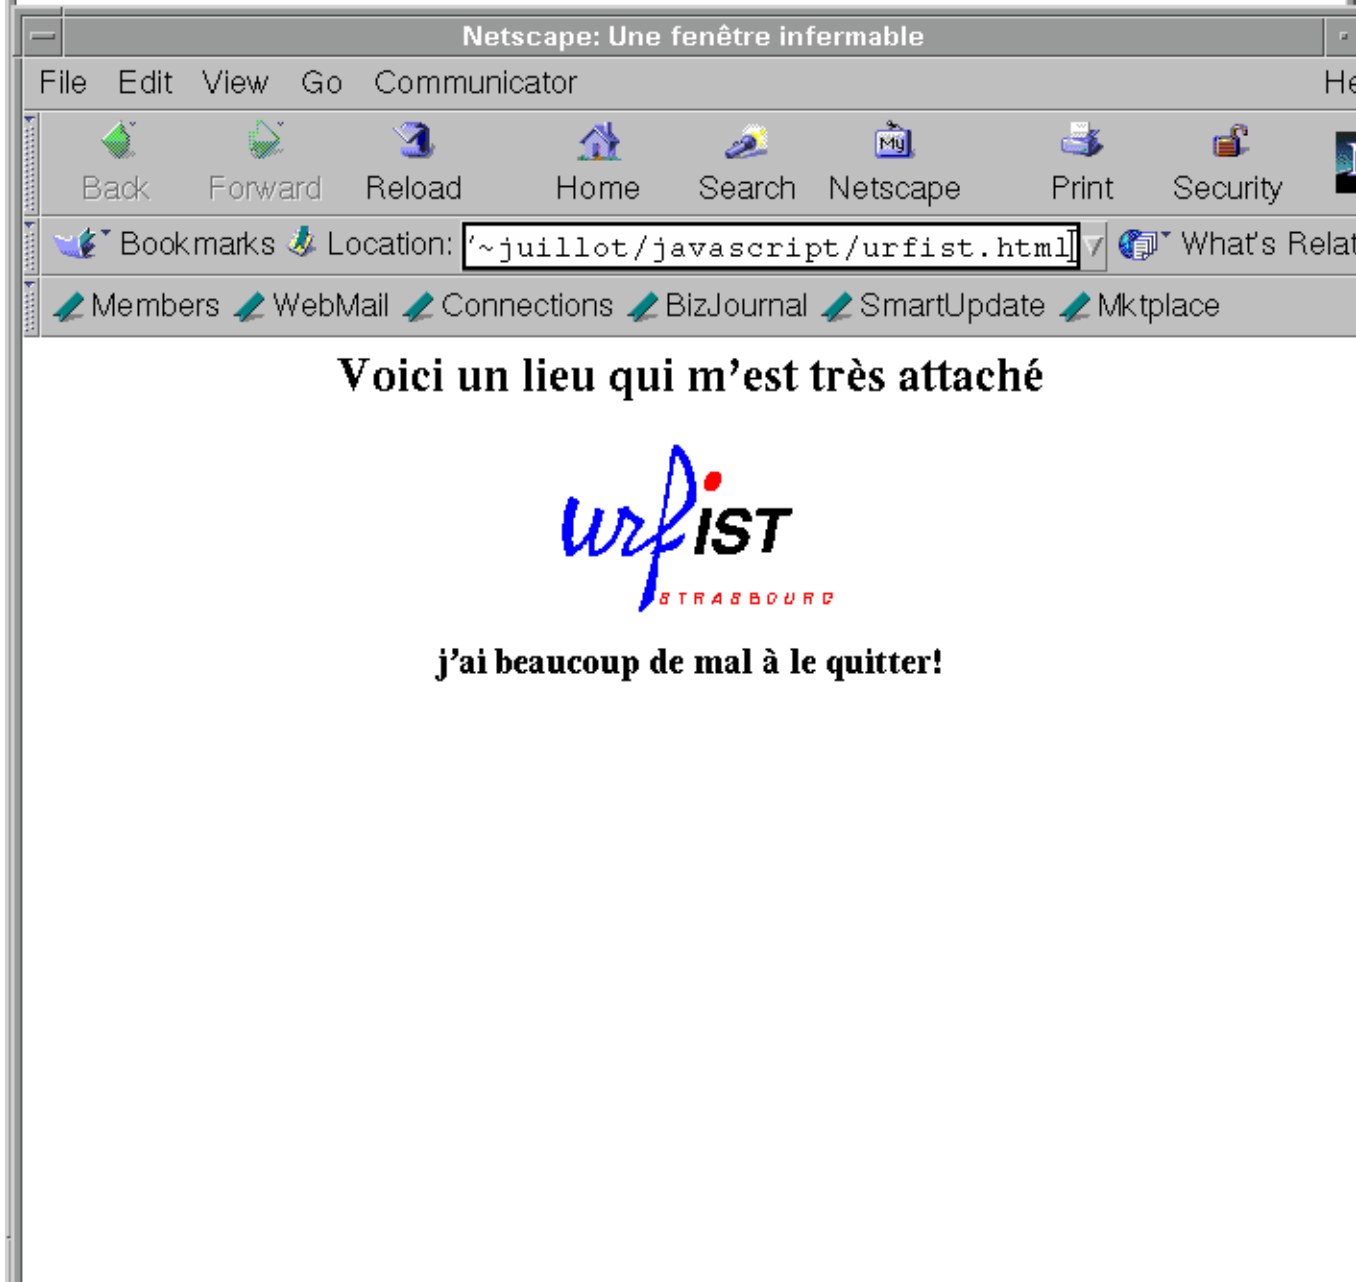 Netscape: Une fenêtre infermable
File Edit View Go Communicator
Back Forward Reload Home Search Netscape Print Security
My
Bookmarks Location: /~juillot/javascript/urfist.html What's Relat
Members WebMail Connections BizJournal SmartUpdate Mktplace
Voici un lieu qui m'est très attaché
urfiST
STRASBOURG
j'ai beaucoup de mal à le quitter!